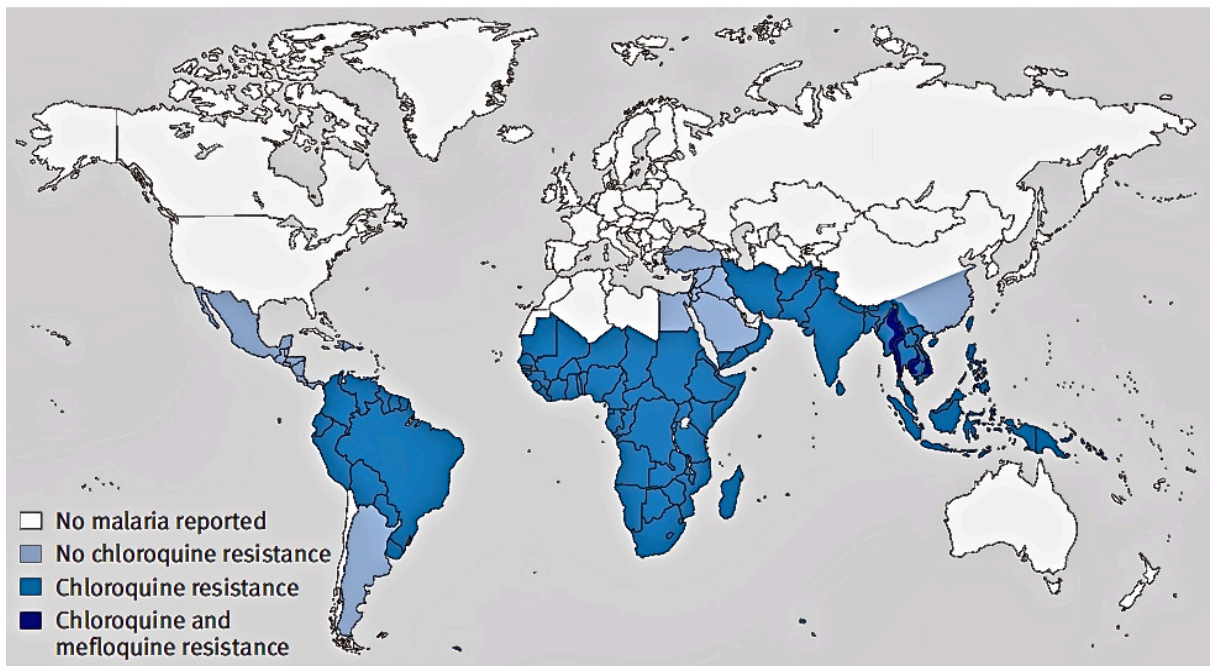 No malaria reported
No chloroquine resistance
Chloroquine resistance
Chloroquine and
mefloquine resistance